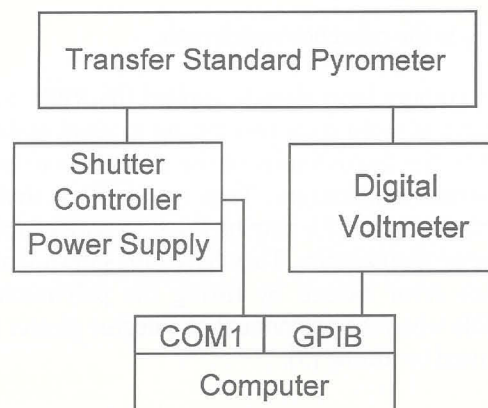 Transfer Standard Pyrometer
Shutter
Controller
Power Supply
Digital
Voltmeter
COM1
GPIB
Computer